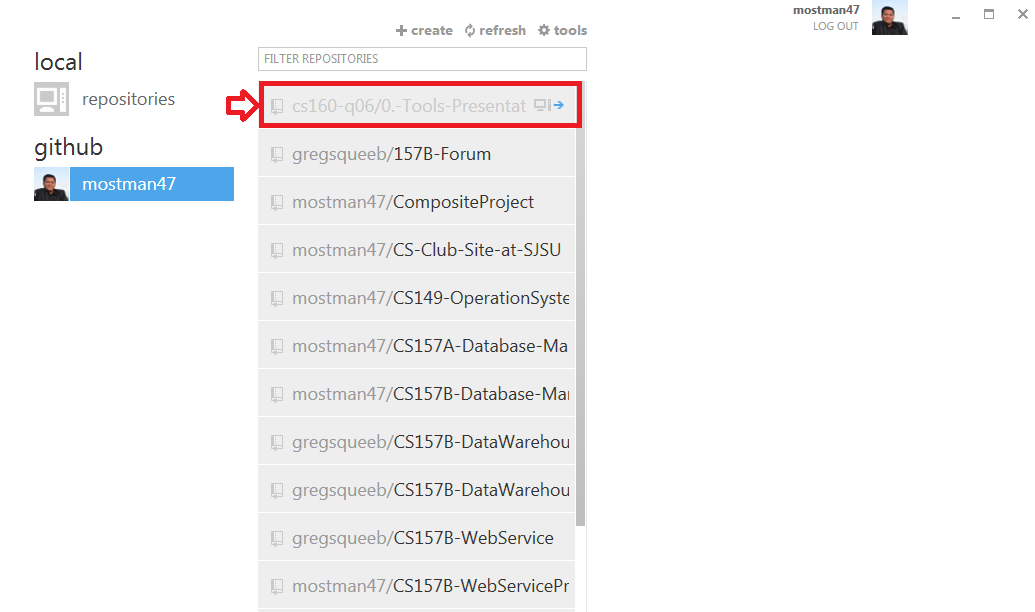 mostman47
LOG OUT
create refresh tools
local
FILTER REPOSITORIES
repositories
cs160-q06/0.-Tools-Presentat
github
gregsqueeb/157B-Forum
mostman47
mostman47/CompositeProject
mostman47/CS-Club-Site-at-SJSU
mostman47/CS149-OperationSyste
mostman47/CS157A-Database-Ma
mostman47/CS157B-Database-Mar
gregsqueeb/CS157B-DataWarehou
gregsqueeb/CS157B-DataWarehou
gregsqueeb/CS157B-WebService
mostman47/CS157B-WebServicePr